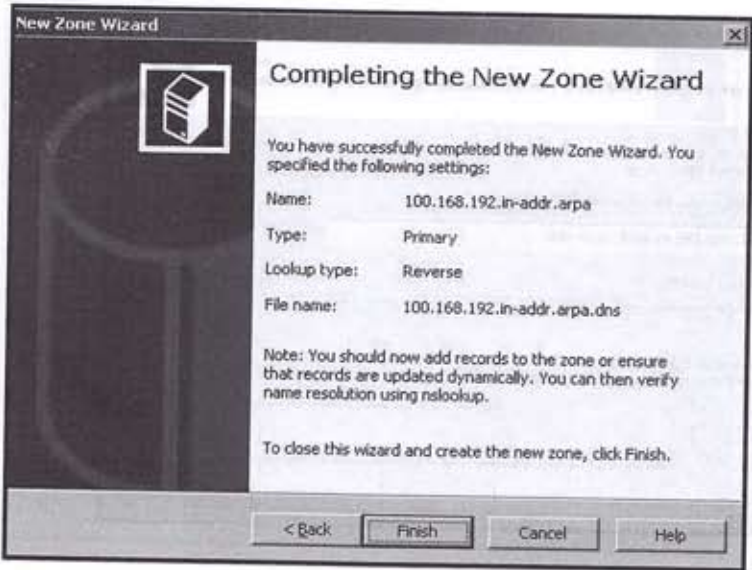 New Zone Wizard
Completing the New Zone Wizard
You have successfully completed the New Zone Wizard. You
specified the following settings:
Name: 100.168.192.in-addr.arpa
Type: Primary
Lookup type: Reverse
File name: 100.168.192.in-addr.arpa.dns
Note: You should now add records to the zone or ensure
that records are updated dynamically. You can then verify
name resolution using nslookup.
To close this wizard and create the new zone, click Finish.
< Back Finish Cancel Help